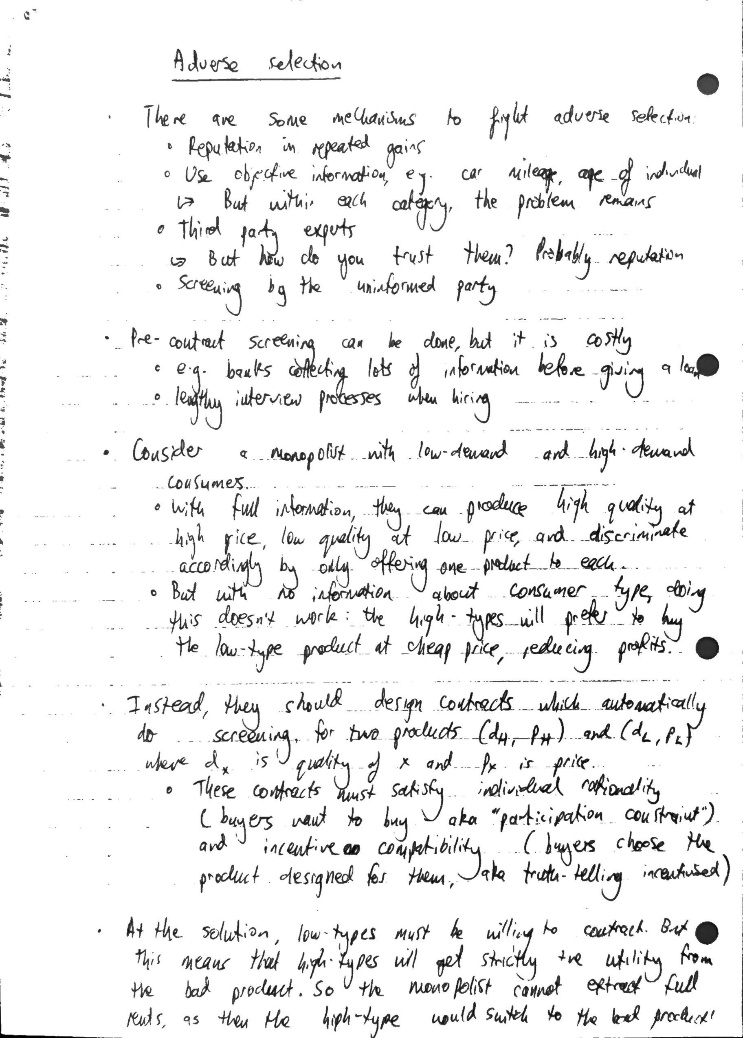 Adverse selection
· There are some mechanisms to fight adverse selection:
∘ Reputation in repeated gains
∘ Use objective information, e.g. car mileage, age of individual
↳ But within each category, the problem remains
∘ Third party experts
↳ But how do you trust them? Probably reputation
∘ Screening by the uninformed party
· Pre-contract screening can be done, but it is costly
∘ e.g. banks collecting lots of information before giving a loan
∘ lengthy interview processes when hiring
· Consider a monopolist with low-demand and high-demand
consumers.
∘ With full information, they can produce high quality at
high price, low quality at low price, and discriminate
accordingly by only offering one product to each.
∘ But with no information about consumer type, doing
this doesn't work: the high-types will prefer to buy
the low-type product at cheap price, reducing profits.
· Instead, they should design contracts which automatically
do screening, for two products (d_H, P_H) and (d_L, P_L)
where d_x is quality of x and P_x is price.
∘ These contracts must satisfy individual rationality
(buyers want to buy, aka "participation constraint")
and incentive compatibility (buyers choose the
product designed for them, aka truth-telling incentivised)
· At the solution, low-types must be willing to contract. But
this means that high-types will get strictly +ve utility from
the bad product. So the monopolist cannot extract full
rents, as then the high-type would switch to the bad product!